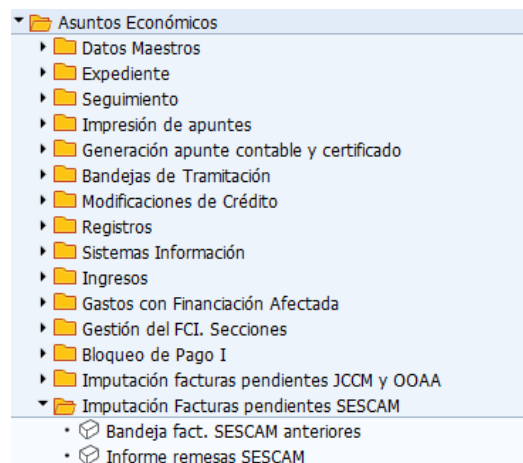 Asuntos Económicos
Datos Maestros
Expediente
Seguimiento
Impresión de apuntes
Generación apunte contable y certificado
Bandejas de Tramitación
Modificaciones de Crédito
Registros
Sistemas Información
Ingresos
Gastos con Financiación Afectada
Gestión del FCI. Secciones
Bloqueo de Pago I
Imputación facturas pendientes JCCM y OOAA
Imputación Facturas pendientes SESCAM
Bandeja fact. SESCAM anteriores
Informe remesas SESCAM